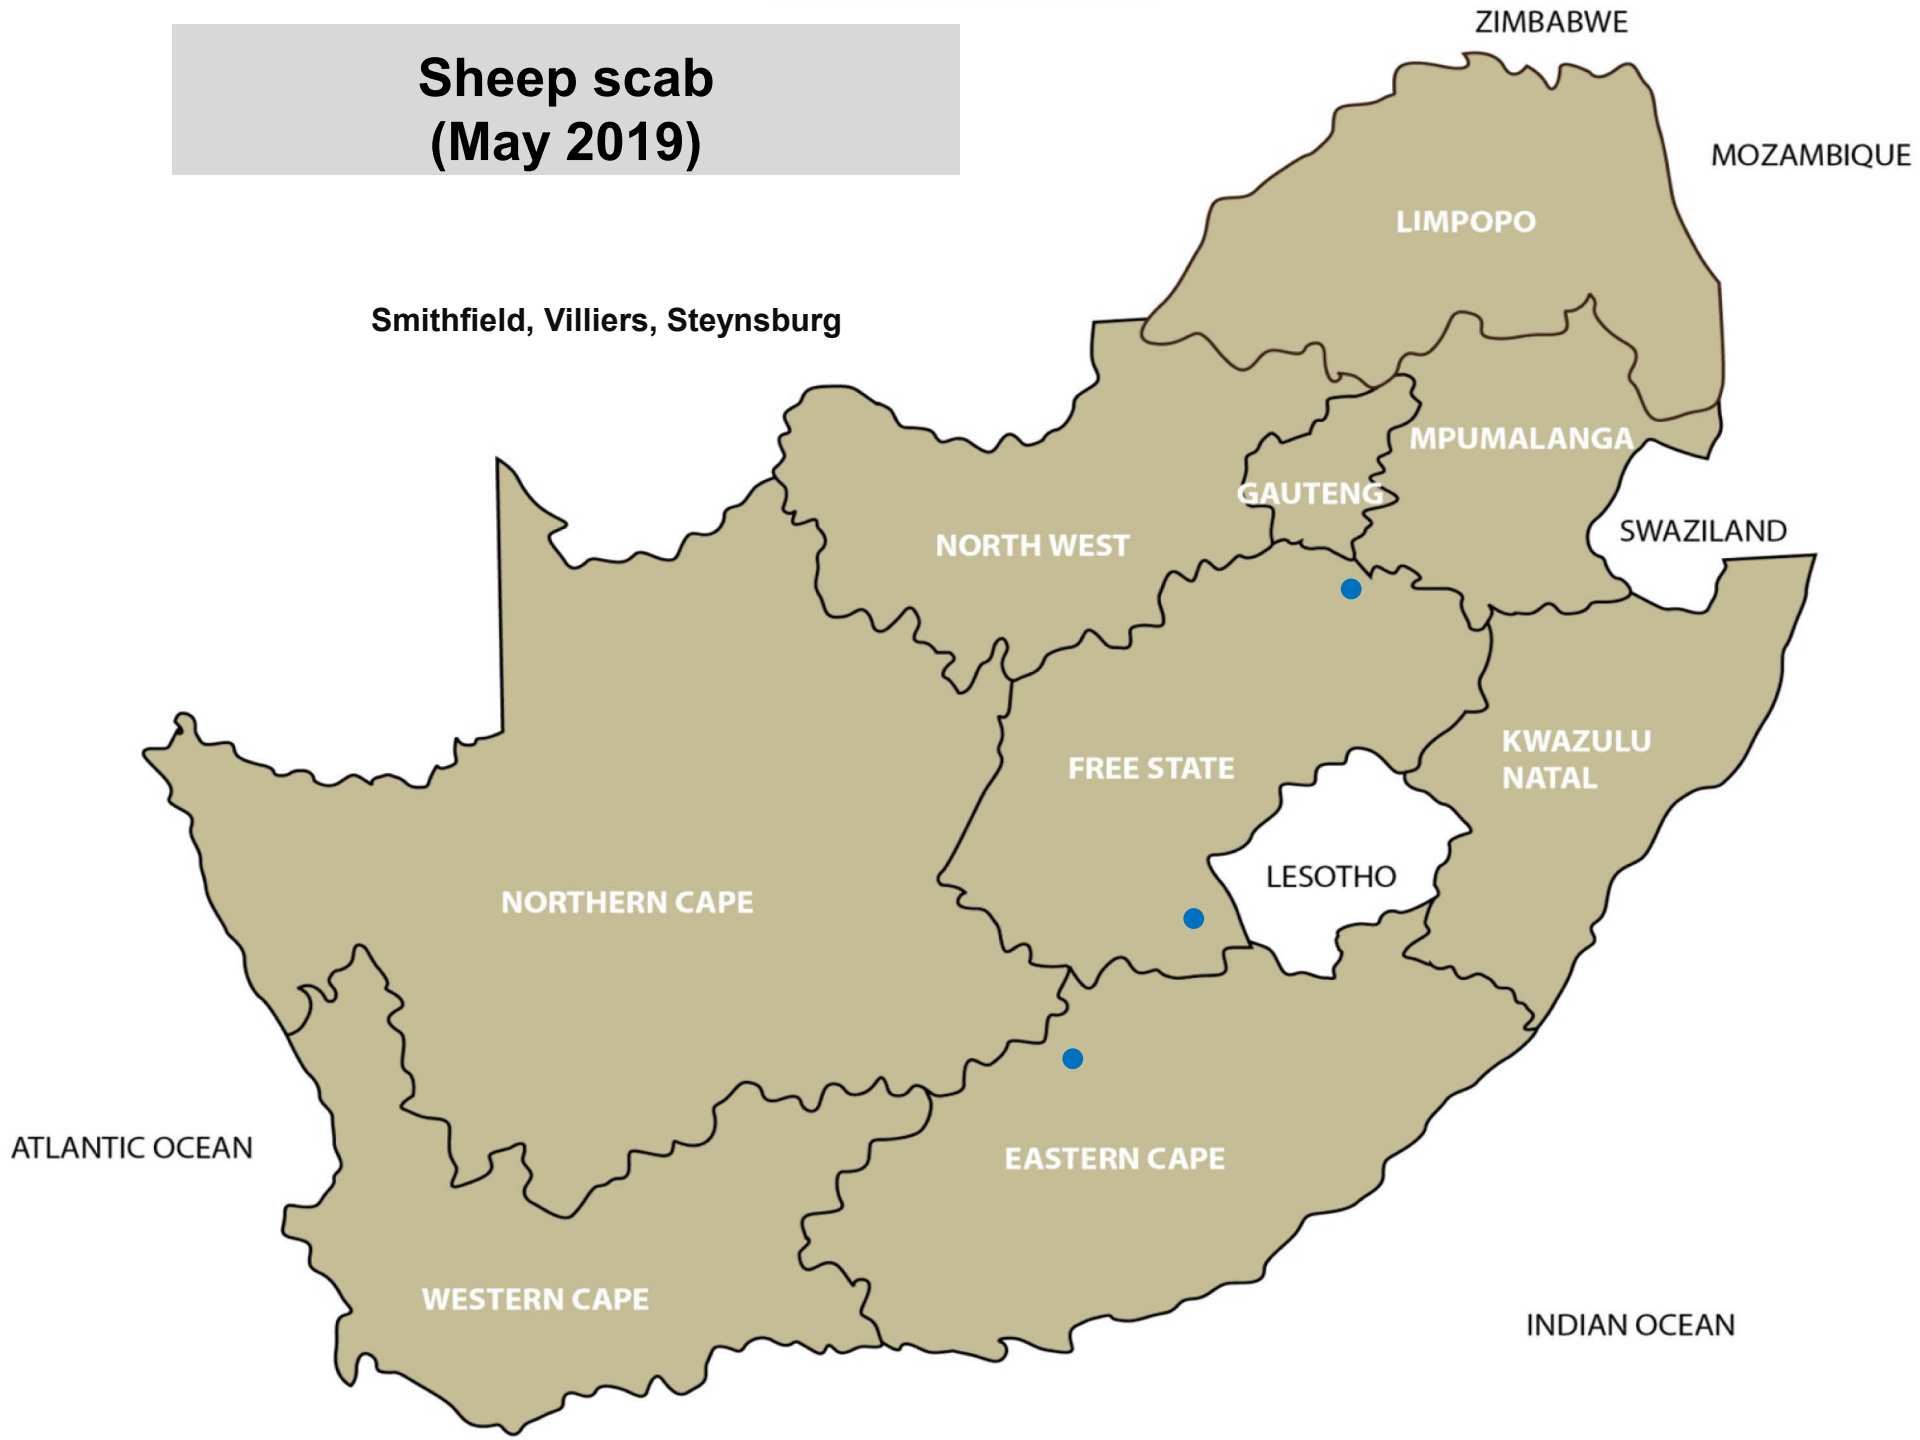 ZIMBABWE
Sheep scab
(May 2019)
MOZAMBIQUE
LIMPOPO
Smithfield, Villiers, Steynsburg
MPUMALANGA
GAUTENG
SWAZILAND
NORTH WEST
KWAZULU
NATAL
FREE STATE
LESOTHO
NORTHERN CAPE
ATLANTIC OCEAN
EASTERN CAPE
WESTERN CAPE
INDIAN OCEAN